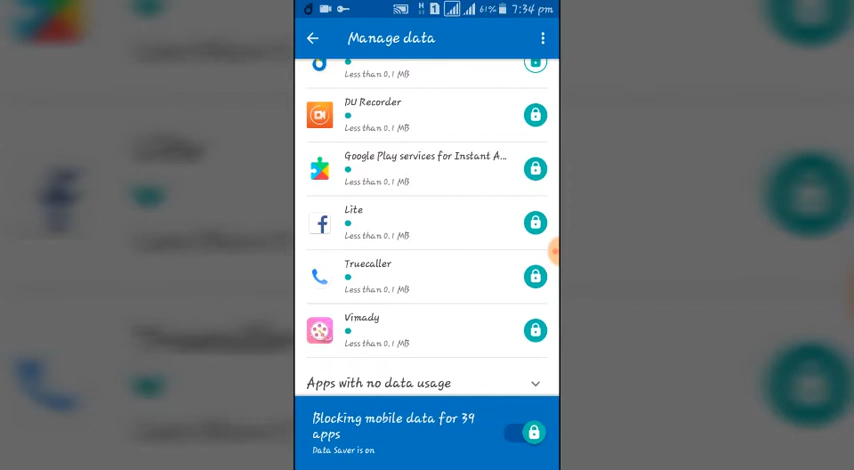 H 1 61% 7:34 pm
Manage data
Less than 0.1 MB
DU Recorder
Less than 0.1 MB
Google Play services for Instant A...
Less than 0.1 MB
Lite
Less than 0.1 MB
Truecaller
Less than 0.1 MB
Vimady
Less than 0.1 MB
Apps with no data usage
Blocking mobile data for 39
apps
Data Saver is on